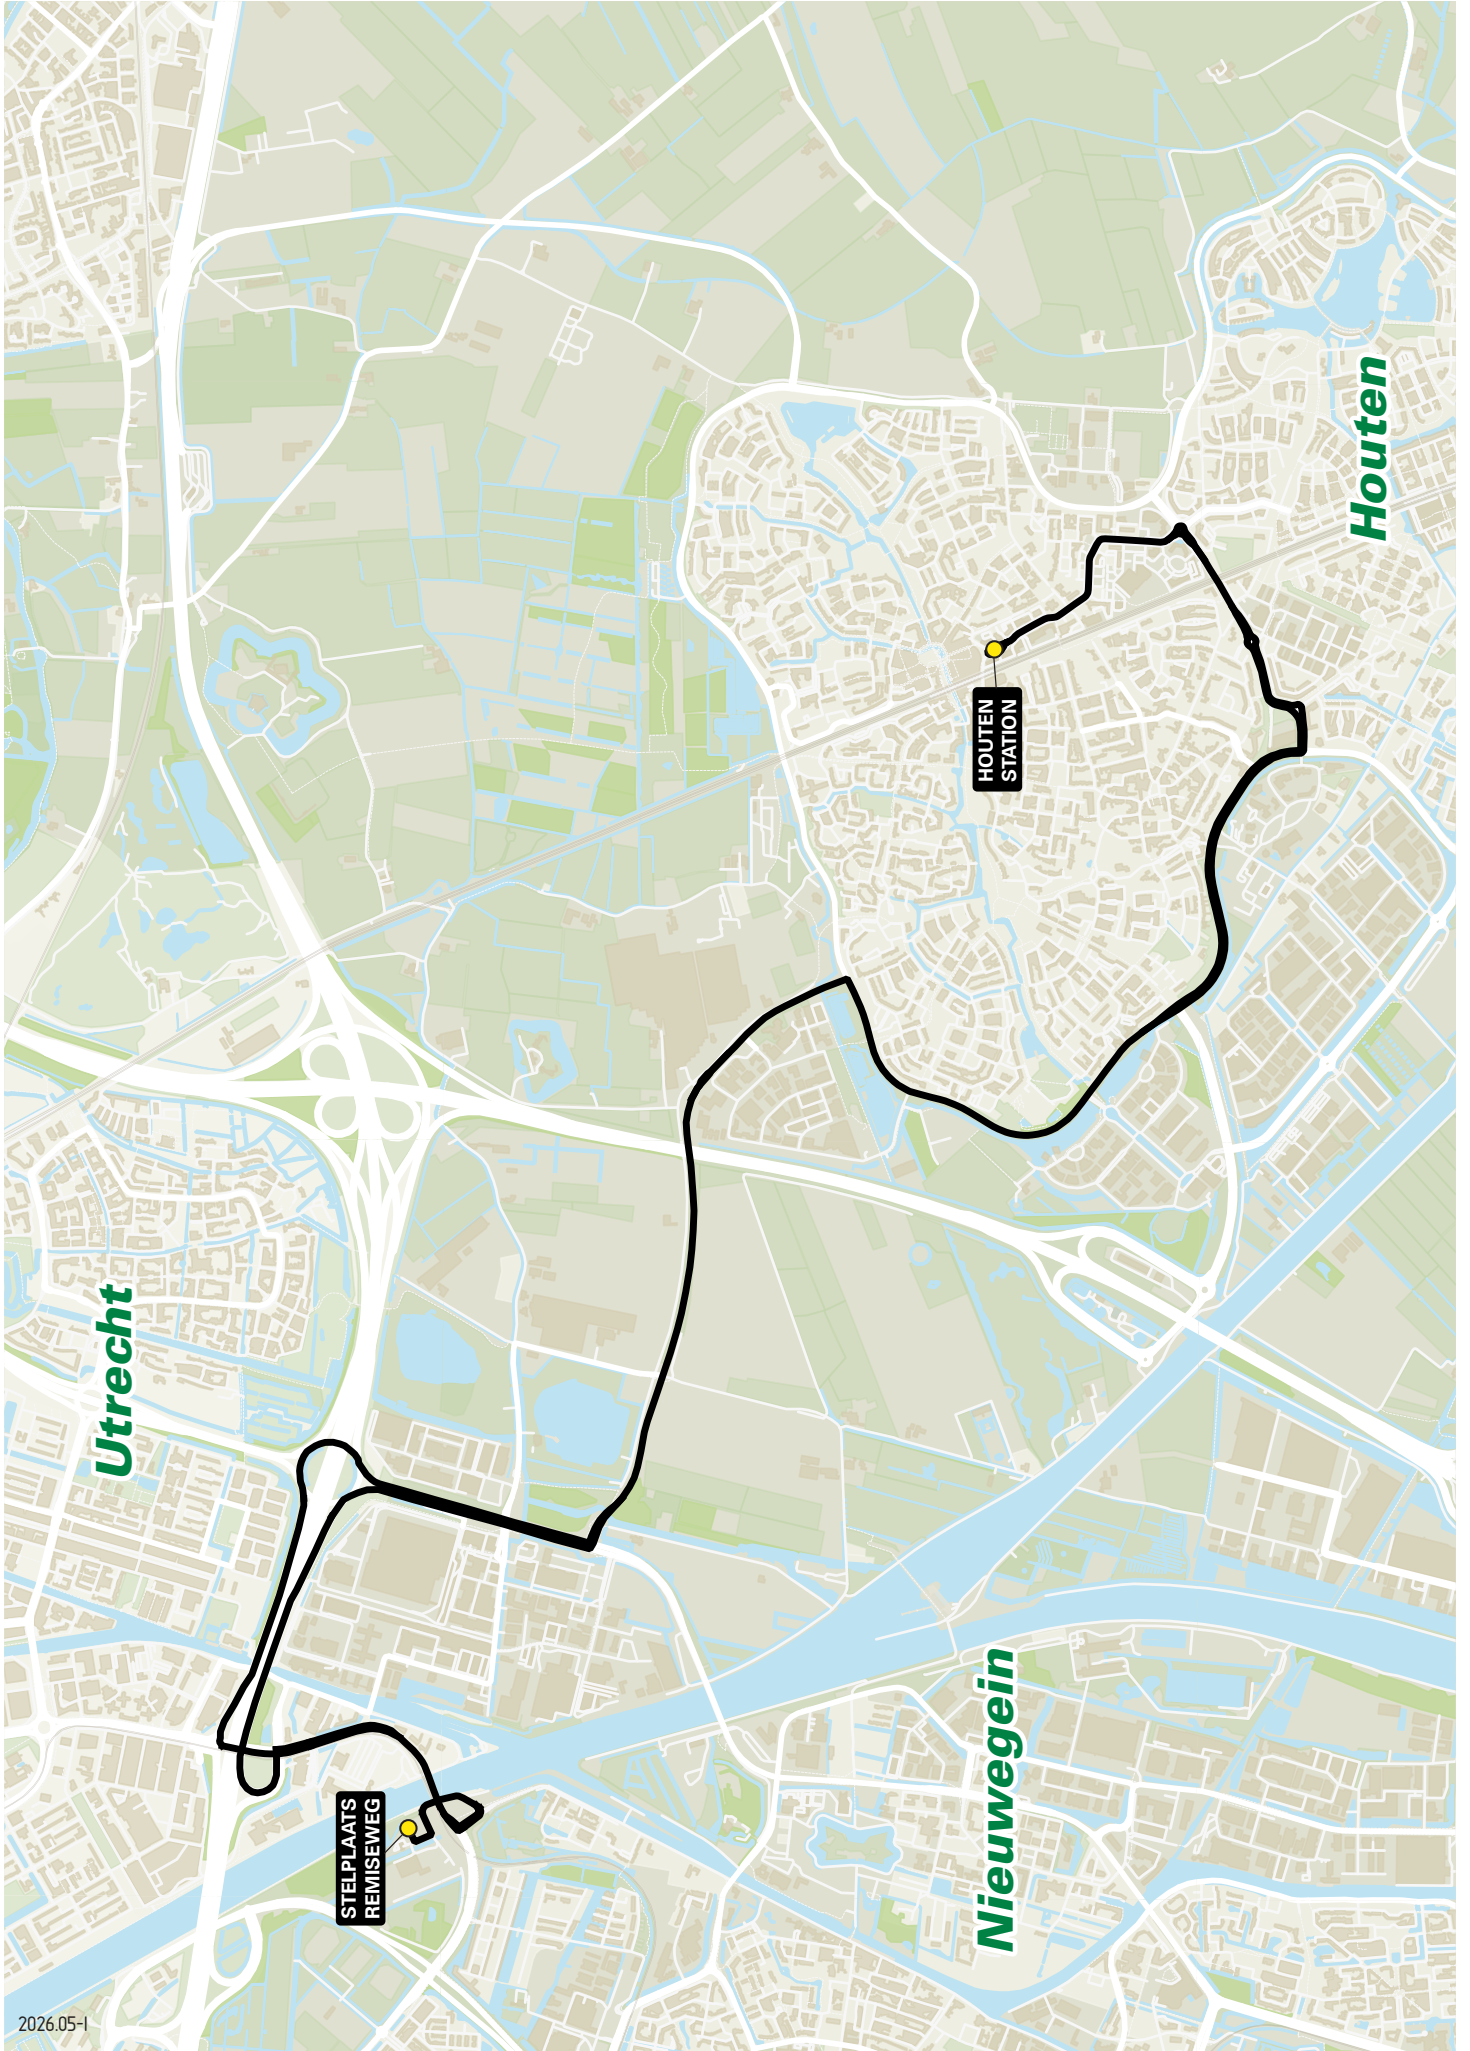 Utrecht
Houten
HOUTEN
STATION
STELPLAATS
REMISEWEG
Nieuwegein
2026.05-I